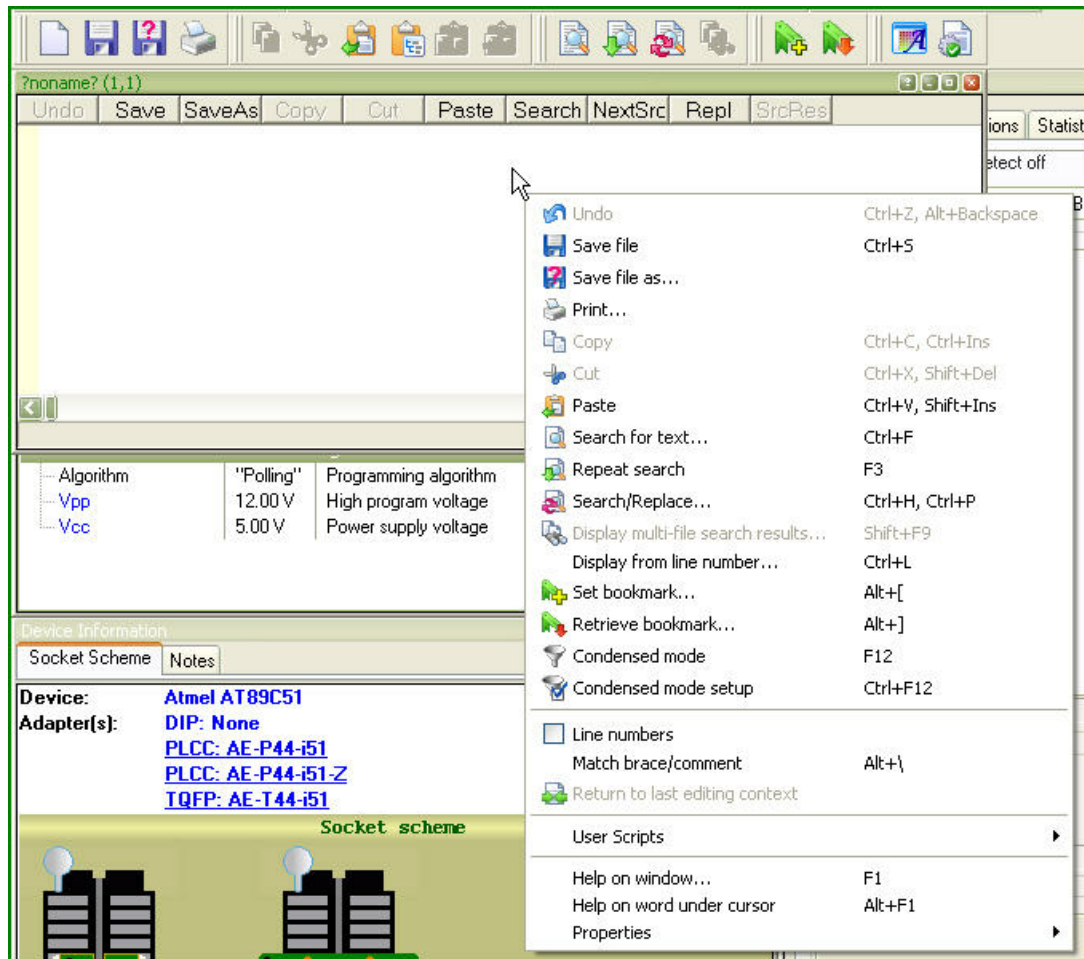 ?noname? (1,1)
Undo Save SaveAs Copy Cut Paste Search NextSrc Repl SrcRes
ions Statist
etect off
B
Undo Ctrl+Z, Alt+Backspace
Save file Ctrl+S
Save file as...
Print...
Copy Ctrl+C, Ctrl+Ins
Cut Ctrl+X, Shift+Del
Paste Ctrl+V, Shift+Ins
Search for text... Ctrl+F
Repeat search F3
Search/Replace... Ctrl+H, Ctrl+P
Display multi-file search results... Shift+F9
Display from line number... Ctrl+L
Set bookmark... Alt+[
Retrieve bookmark... Alt+]
Condensed mode F12
Condensed mode setup Ctrl+F12
Line numbers
Match brace/comment Alt+\
Return to last editing context
User Scripts
Help on window... F1
Help on word under cursor Alt+F1
Properties
Algorithm "Polling" Programming algorithm
Vpp 12.00 V High program voltage
Vcc 5.00 V Power supply voltage
Device Information
Socket Scheme Notes
Device: Atmel AT89C51
Adapter(s): DIP: None
PLCC: AE-P44-i51
PLCC: AE-P44-i51-Z
TQFP: AE-T44-i51
Socket scheme